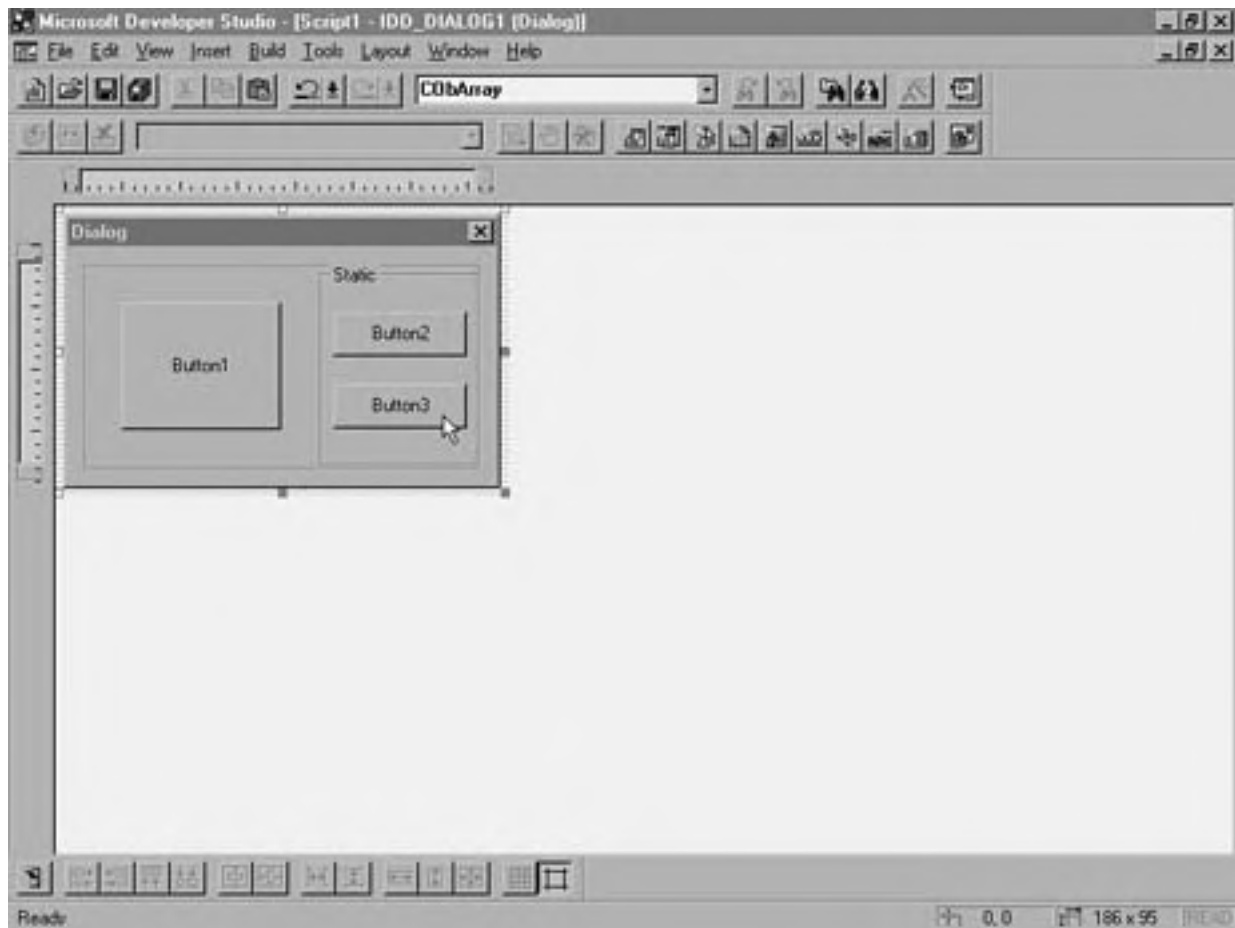 Microsoft Developer Studio - [Script1 - IDD_DIALOG1 (Dialog)]
File Edit View Insert Build Tools Layout Window Help
CObArray
Dialog
Static
Button1
Button2
Button3
Ready
0, 0 186 x 95 READ